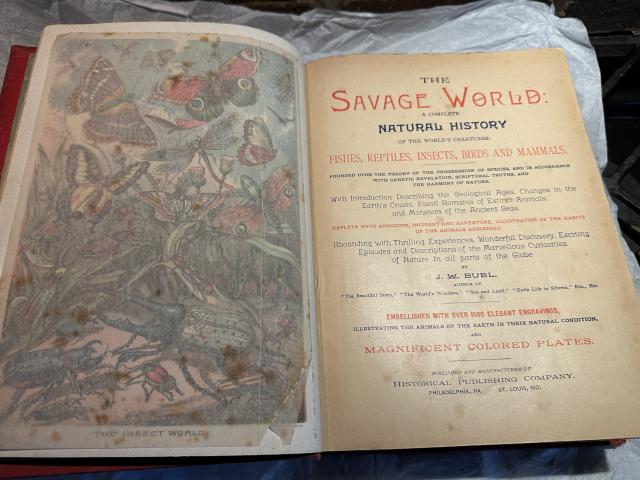 THE INSECT WORLD.
THE
SAVAGE WORLD:
A COMPLETE
NATURAL HISTORY
OF THE WORLD'S CREATURES,
FISHES, REPTILES, INSECTS, BIRDS AND MAMMALS.
FOUNDED UPON THE THEORY OF THE PROGRESSION OF SPECIES, AND IN ACCORDANCE
WITH GENETIC REVELATION, SCRIPTURAL TRUTHS, AND
THE HARMONY OF NATURE.
With Introduction Describing the Geological Ages, Changes in the
Earth's Crusts, Fossil Remains of Extinct Animals,
and Monsters of the Ancient Seas.
REPLETE WITH ANECDOTE, INCIDENT AND ADVENTURE, ILLUSTRATIVE OF THE HABITS
OF THE ANIMALS DESCRIBED.
Abounding with Thrilling Experiences, Wonderful Discovery, Exciting
Episodes and Descriptions of the Marvellous Curiosities
of Nature in all parts of the Globe
BY
J. W. BUEL,
AUTHOR OF
"The Beautiful Story," "The World's Wonders," "Sea and Land," "Exile Life in Siberia," Etc., Etc.
EMBELLISHED WITH OVER 1500 ELEGANT ENGRAVINGS,
ILLUSTRATING THE ANIMALS OF THE EARTH IN THEIR NATURAL CONDITION,
AND
MAGNIFICENT COLORED PLATES.
PUBLISHED AND MANUFACTURED BY
HISTORICAL PUBLISHING COMPANY,
PHILADELPHIA, PA. ST. LOUIS, MO.